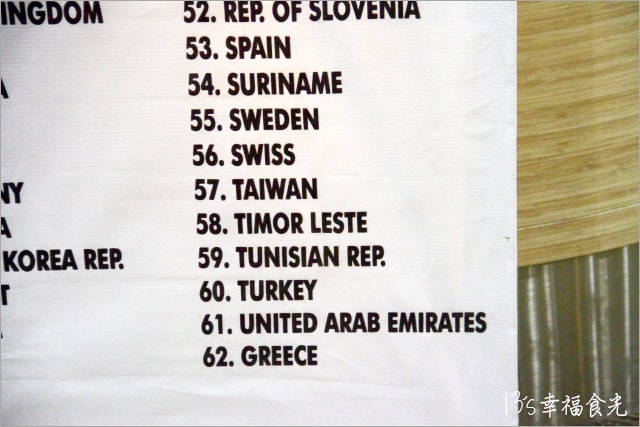 INGDOM
A
NY
A
KOREA REP.
T
52. REP. OF SLOVENIA
53. SPAIN
54. SURINAME
55. SWEDEN
56. SWISS
57. TAIWAN
58. TIMOR LESTE
59. TUNISIAN REP.
60. TURKEY
61. UNITED ARAB EMIRATES
62. GREECE
13's幸福食光